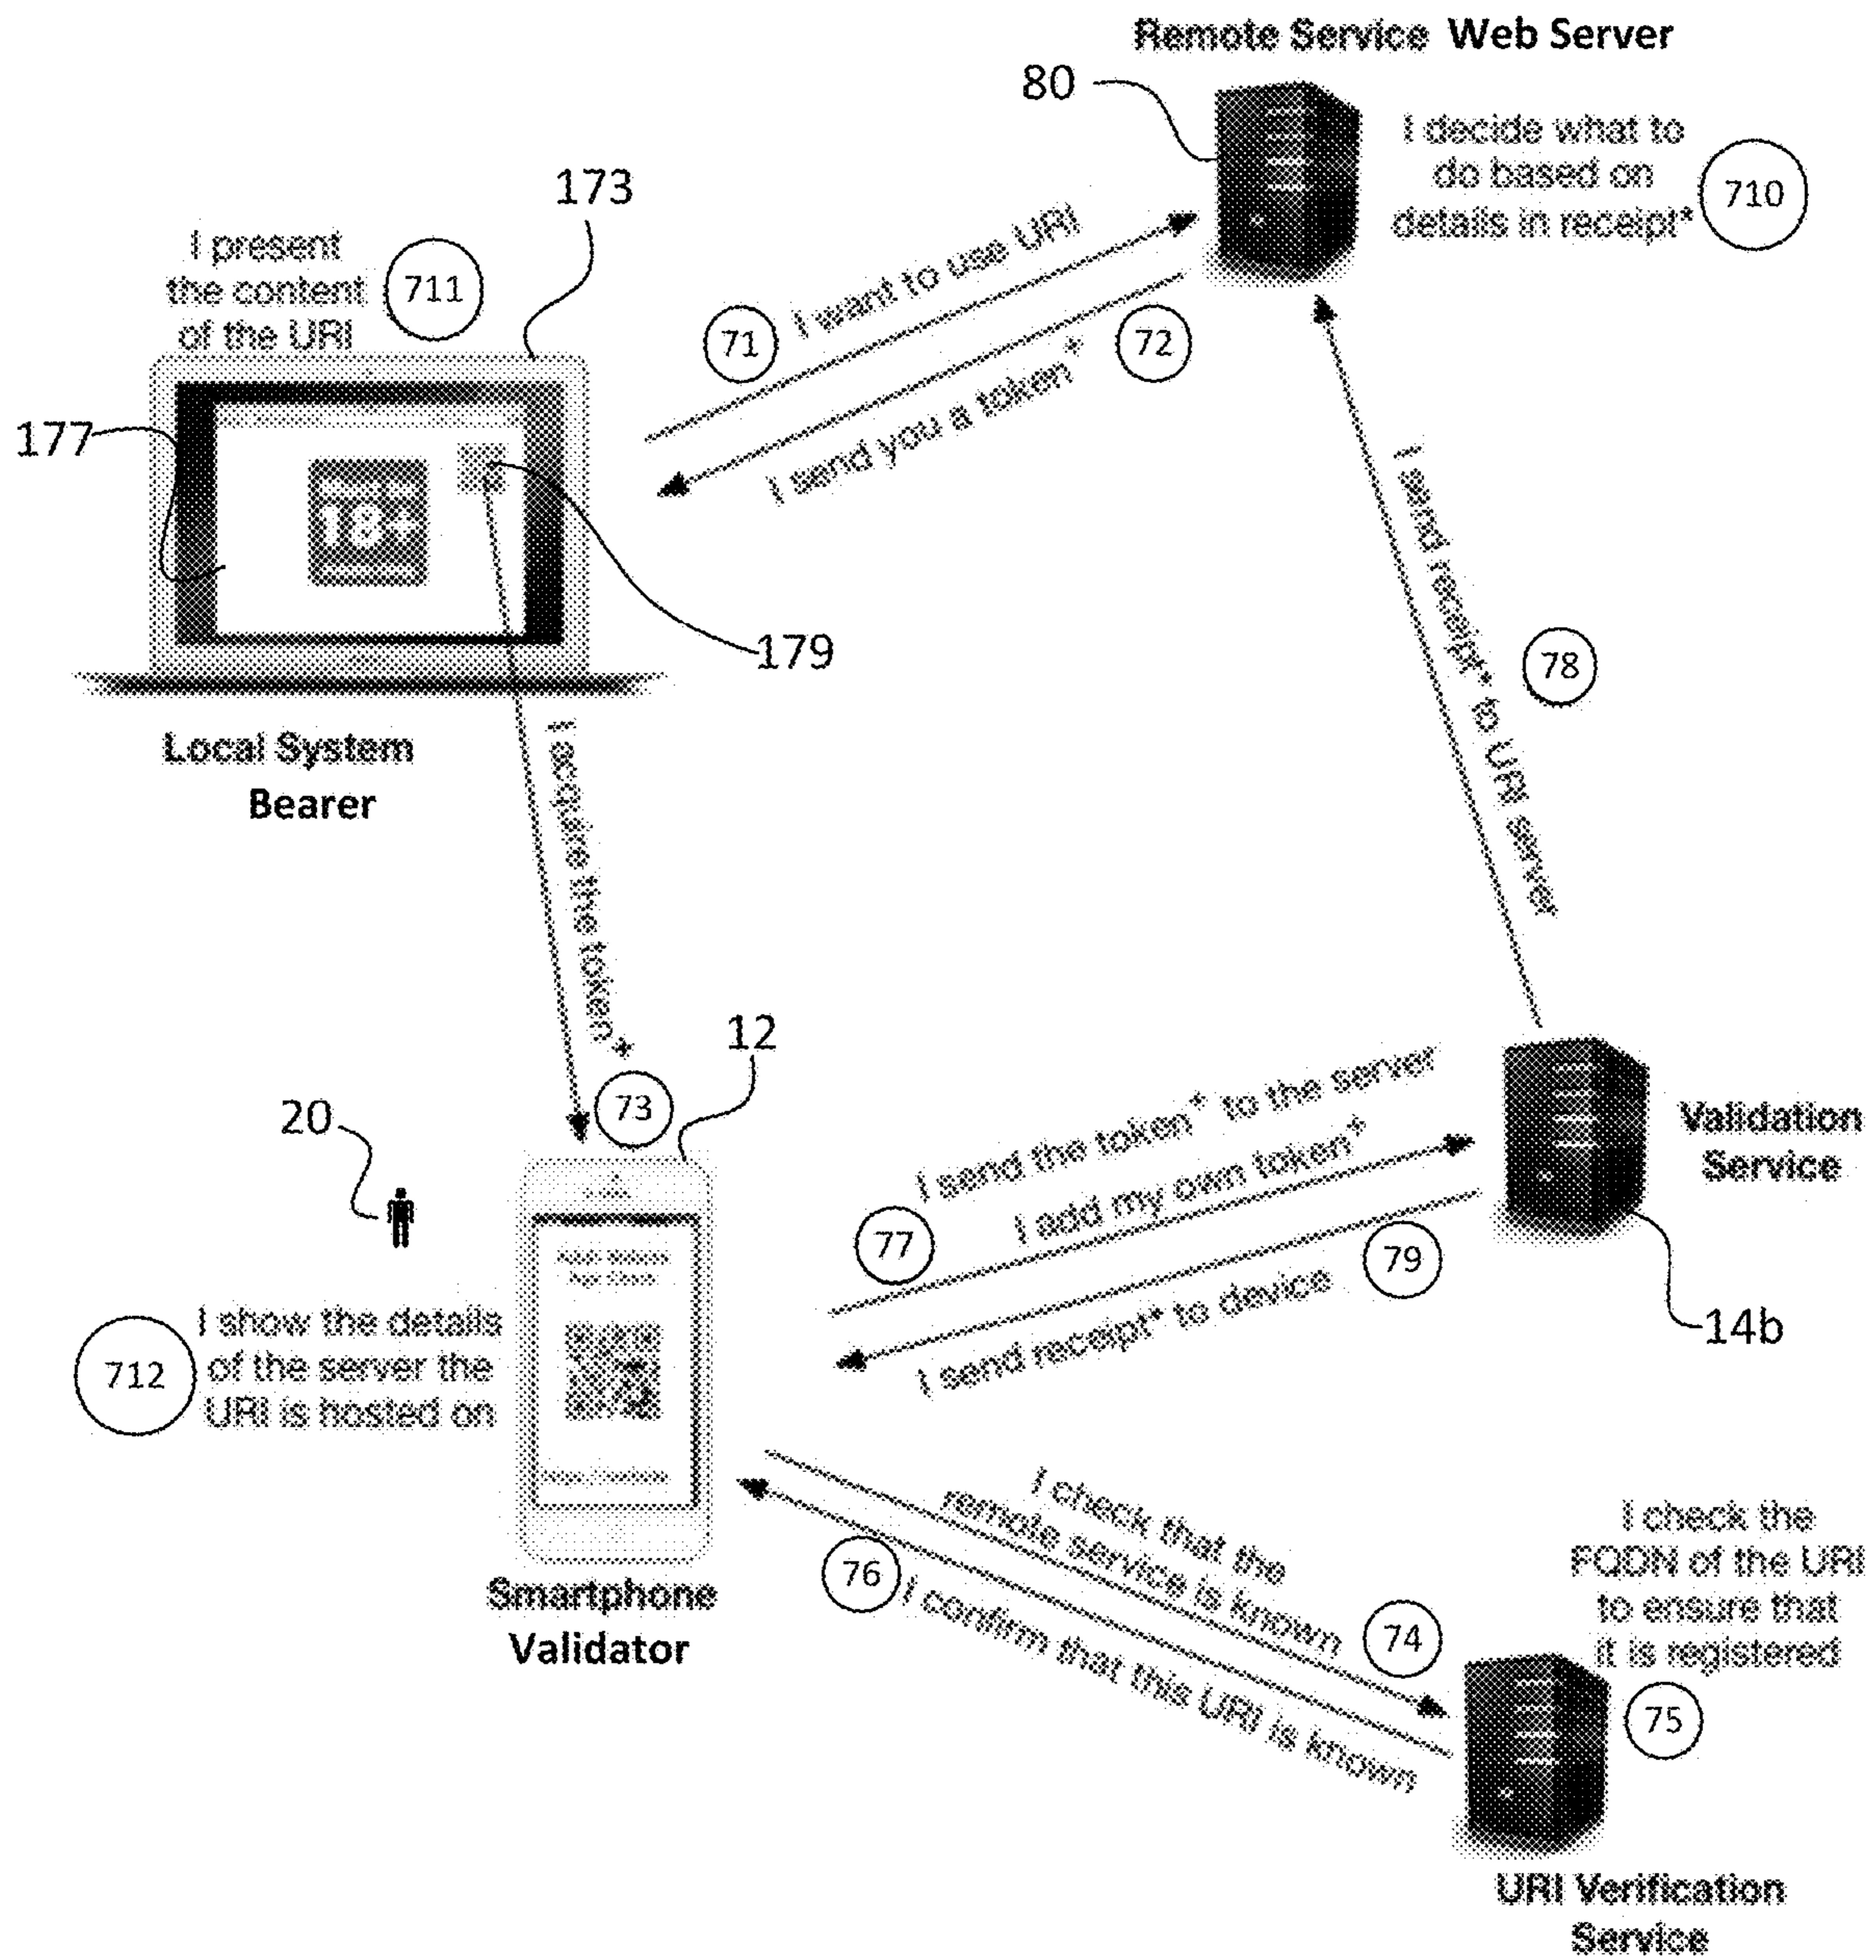 Remote Service Web Server
80
I decide what to
do based on
details in receipt*
710
173
I present
the content
of the URI
711
71
I want to use URI
72
I send you a token+
177
18+
179
I send receipt* to URI server
78
Local System
Bearer
I acquire the token+
73
12
20
I send the token+ to the server
I add my own token+
77
79
I send receipt* to device
Validation
Service
14b
712
I show the details
of the server the
URI is hosted on
Smartphone
Validator
I check that the
remote service is known
74
76
I confirm that this URI is known
I check the
FQDN of the URI
to ensure that
it is registered
75
URI Verification
Service